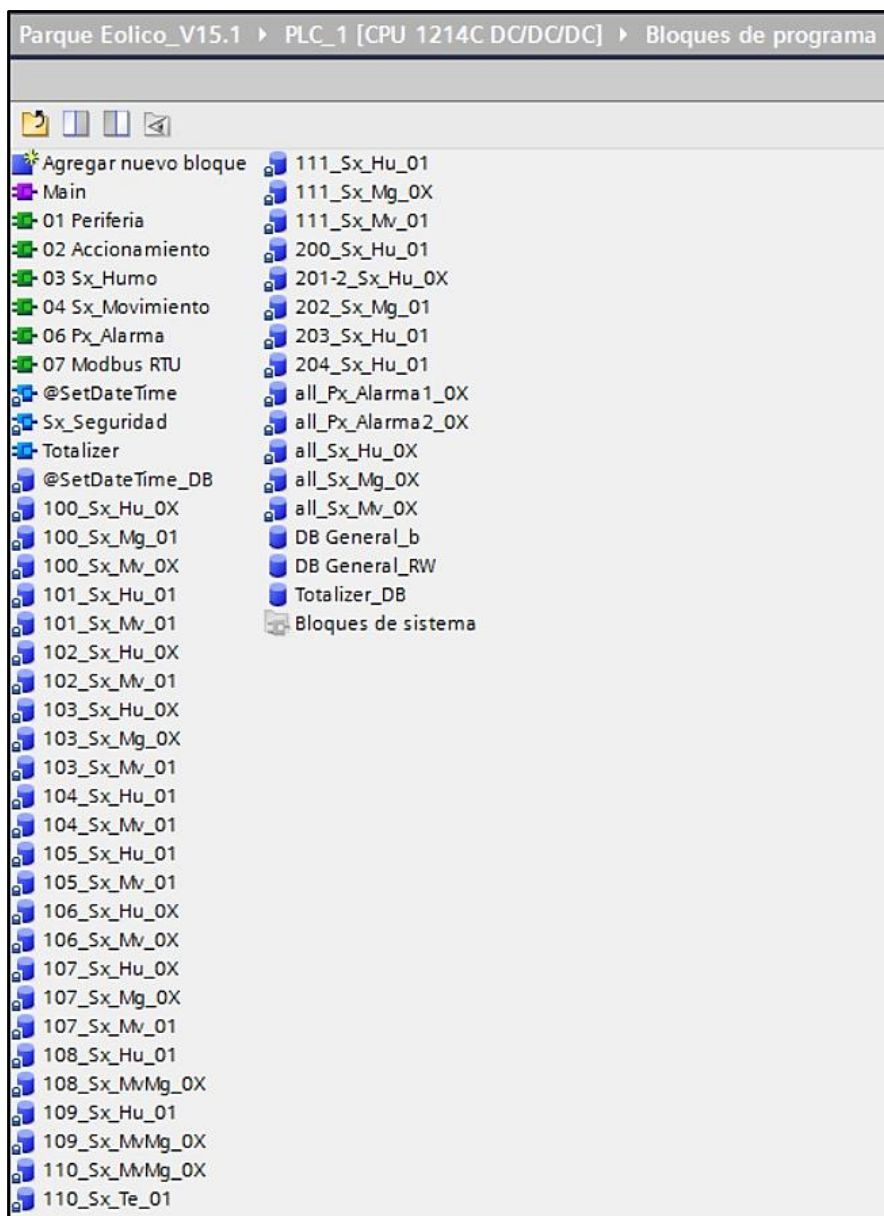 Parque Eolico_V15.1 ▸ PLC_1 [CPU 1214C DC/DC/DC] ▸ Bloques de programa
Agregar nuevo bloque
Main
01 Periferia
02 Accionamiento
03 Sx_Humo
04 Sx_Movimiento
06 Px_Alarma
07 Modbus RTU
@SetDateTime
Sx_Seguridad
Totalizer
@SetDateTime_DB
100_Sx_Hu_0X
100_Sx_Mg_01
100_Sx_Mv_0X
101_Sx_Hu_01
101_Sx_Mv_01
102_Sx_Hu_0X
102_Sx_Mv_01
103_Sx_Hu_0X
103_Sx_Mg_0X
103_Sx_Mv_01
104_Sx_Hu_01
104_Sx_Mv_01
105_Sx_Hu_01
105_Sx_Mv_01
106_Sx_Hu_0X
106_Sx_Mv_0X
107_Sx_Hu_0X
107_Sx_Mg_0X
107_Sx_Mv_01
108_Sx_Hu_01
108_Sx_MvMg_0X
109_Sx_Hu_01
109_Sx_MvMg_0X
110_Sx_MvMg_0X
110_Sx_Te_01
111_Sx_Hu_01
111_Sx_Mg_0X
111_Sx_Mv_01
200_Sx_Hu_01
201-2_Sx_Hu_0X
202_Sx_Mg_01
203_Sx_Hu_01
204_Sx_Hu_01
all_Px_Alarma1_0X
all_Px_Alarma2_0X
all_Sx_Hu_0X
all_Sx_Mg_0X
all_Sx_Mv_0X
DB General_b
DB General_RW
Totalizer_DB
Bloques de sistema